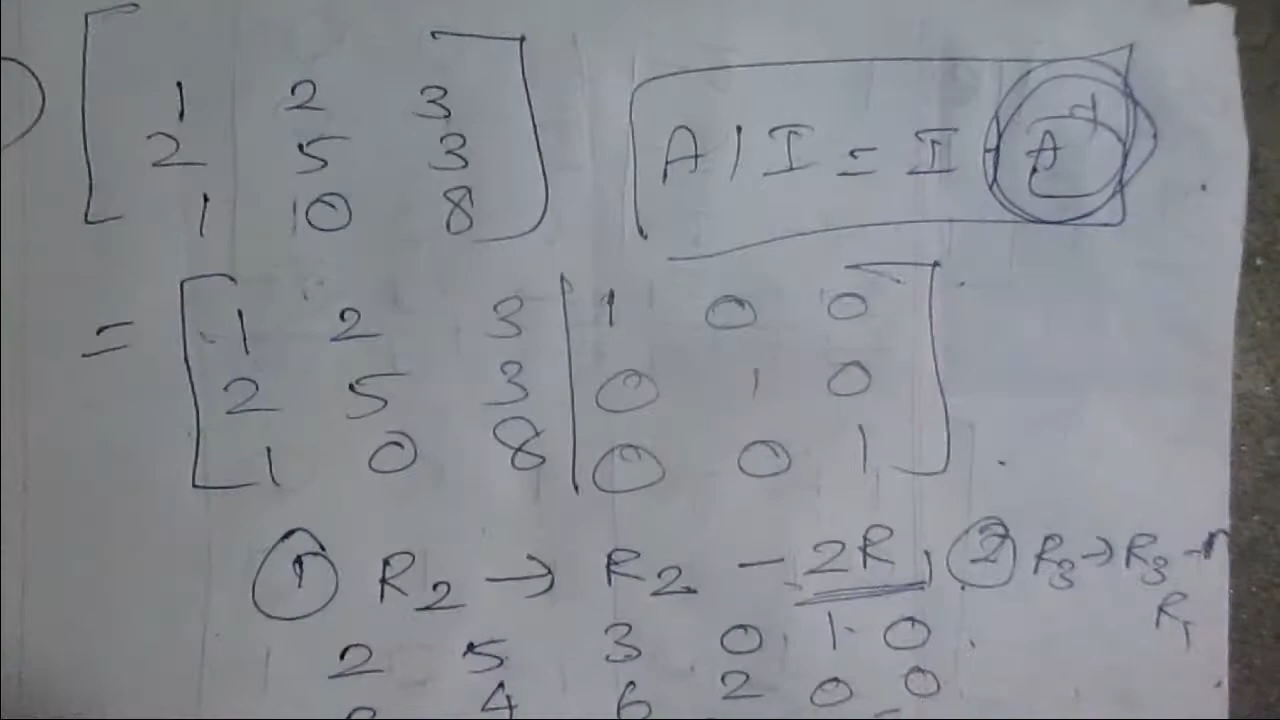 1 2 3
2 5 3
1 10 8
A / I = I A
= 1 2 3 | 1 0 0
2 5 3 | 0 1 0
1 0 8 | 0 0 1
① R2 → R2 - 2R1 ② R3 → R3 -
R1
2 5 3 0 1 0
4 6 2 0 0